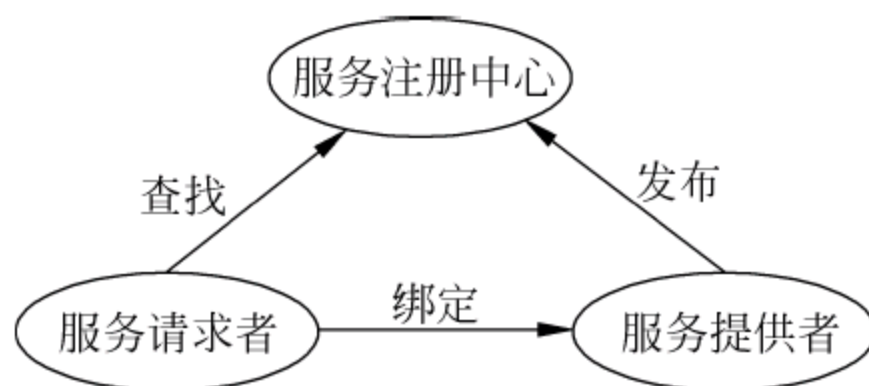 服务注册中心
查找
发布
绑定
服务请求者
服务提供者